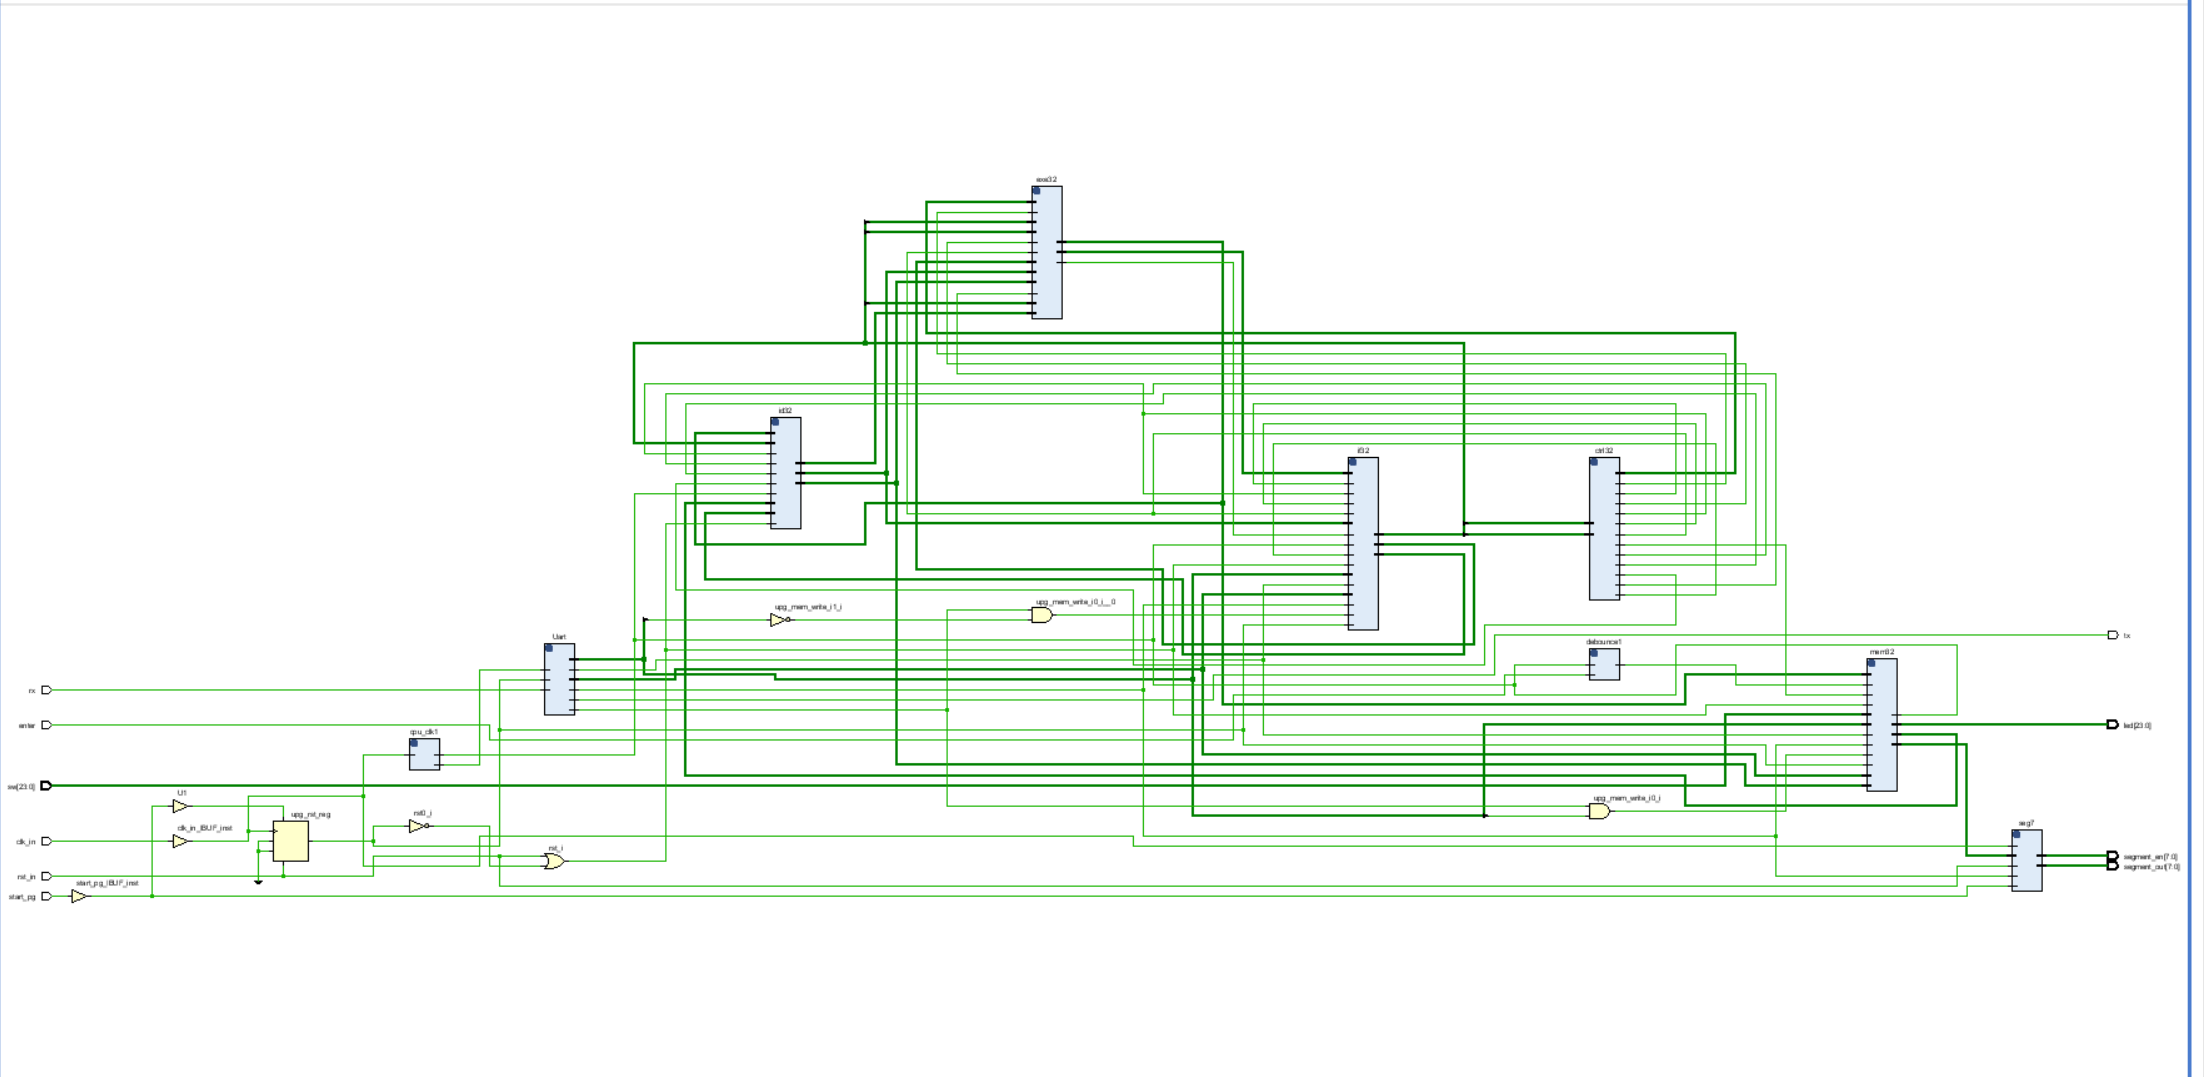 exe32
id32
if32
ctrl32
upg_mem_write_i1_i
upg_mem_write_i0_i__0
Uart
debounce1
mem32
tx
rx
enter
led[23:0]
cpu_clk1
sw[23:0]
U1
upg_mem_write_i0_i
upg_rst_reg
rst0_i
clk_in_IBUF_inst
seg7
clk_in
rst_i
segment_en[7:0]
segment_out[7:0]
rst_in
start_pg_IBUF_inst
start_pg